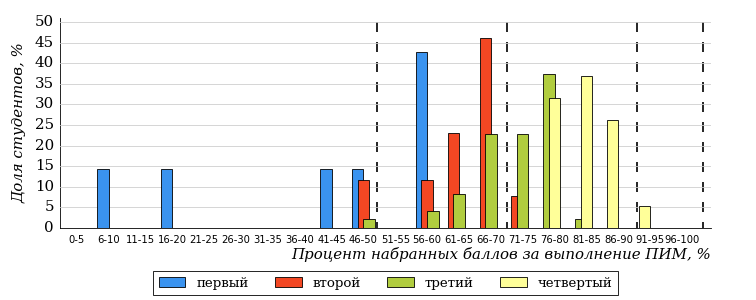 Доля студентов, %
50
45
40
35
30
25
20
15
10
5
0
0-5 6-10 11-15 16-20 21-25 26-30 31-35 36-40 41-45 46-50 51-55 56-60 61-65 66-70 71-75 76-80 81-85 86-90 91-95 96-100
Процент набранных баллов за выполнение ПИМ, %
первый второй третий четвертый